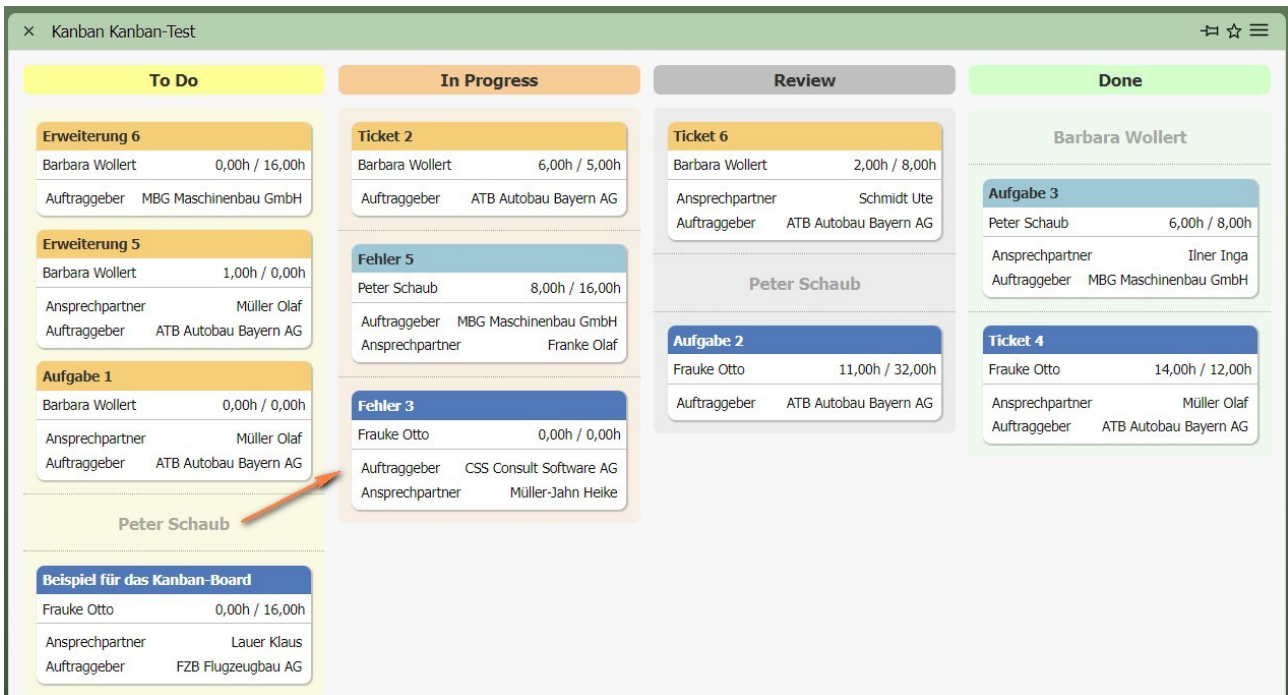 × Kanban Kanban-Test
To Do
Erweiterung 6
Barbara Wollert 0,00h / 16,00h
Auftraggeber MBG Maschinenbau GmbH
Erweiterung 5
Barbara Wollert 1,00h / 0,00h
Ansprechpartner Müller Olaf
Auftraggeber ATB Autobau Bayern AG
Aufgabe 1
Barbara Wollert 0,00h / 0,00h
Ansprechpartner Müller Olaf
Auftraggeber ATB Autobau Bayern AG
Peter Schaub
Beispiel für das Kanban-Board
Frauke Otto 0,00h / 16,00h
Ansprechpartner Lauer Klaus
Auftraggeber FZB Flugzeugbau AG
In Progress
Ticket 2
Barbara Wollert 6,00h / 5,00h
Auftraggeber ATB Autobau Bayern AG
Fehler 5
Peter Schaub 8,00h / 16,00h
Auftraggeber MBG Maschinenbau GmbH
Ansprechpartner Franke Olaf
Fehler 3
Frauke Otto 0,00h / 0,00h
Auftraggeber CSS Consult Software AG
Ansprechpartner Müller-Jahn Heike
Review
Ticket 6
Barbara Wollert 2,00h / 8,00h
Ansprechpartner Schmidt Ute
Auftraggeber ATB Autobau Bayern AG
Peter Schaub
Aufgabe 2
Frauke Otto 11,00h / 32,00h
Auftraggeber ATB Autobau Bayern AG
Done
Barbara Wollert
Aufgabe 3
Peter Schaub 6,00h / 8,00h
Ansprechpartner Ilner Inga
Auftraggeber MBG Maschinenbau GmbH
Ticket 4
Frauke Otto 14,00h / 12,00h
Ansprechpartner Müller Olaf
Auftraggeber ATB Autobau Bayern AG